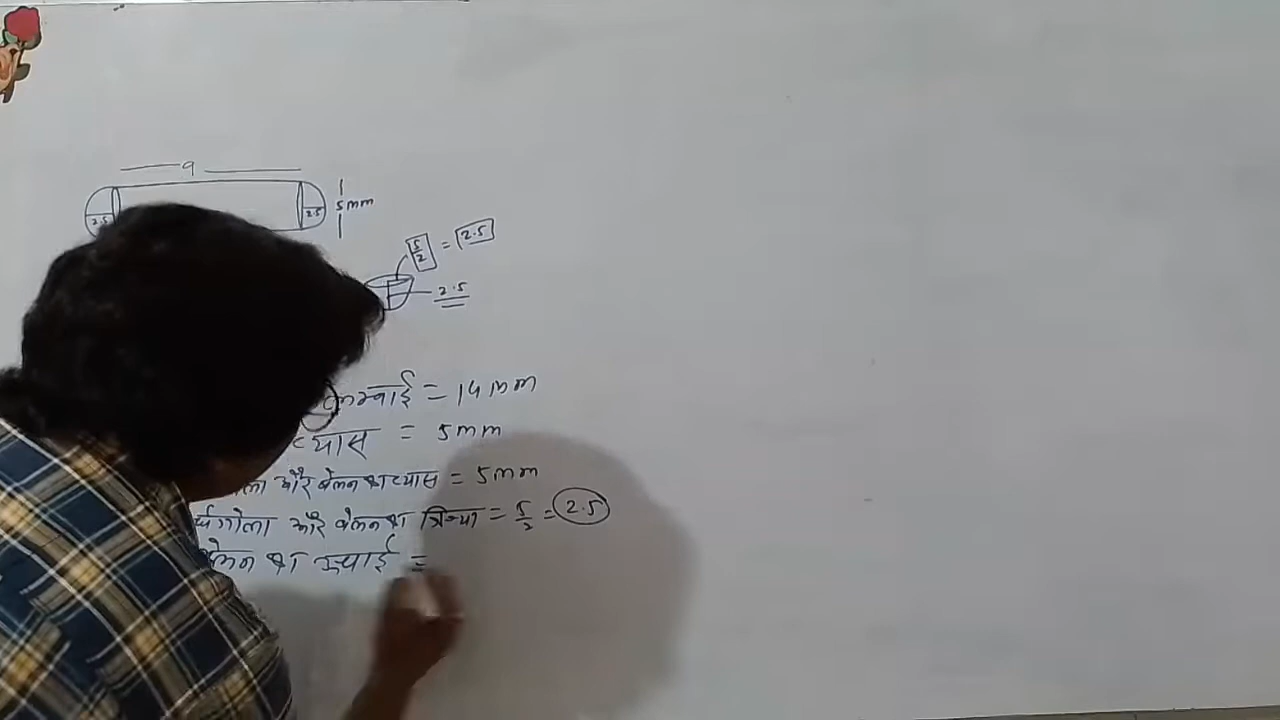 9
2.5 2.5 5mm
5/2 = 2.5
2.5
लम्बाई = 14mm
व्यास = 5mm
और बेलन का व्यास = 5mm
और बेलन का त्रिज्या = 5/2 = 2.5
बेलन का ऊचाई =